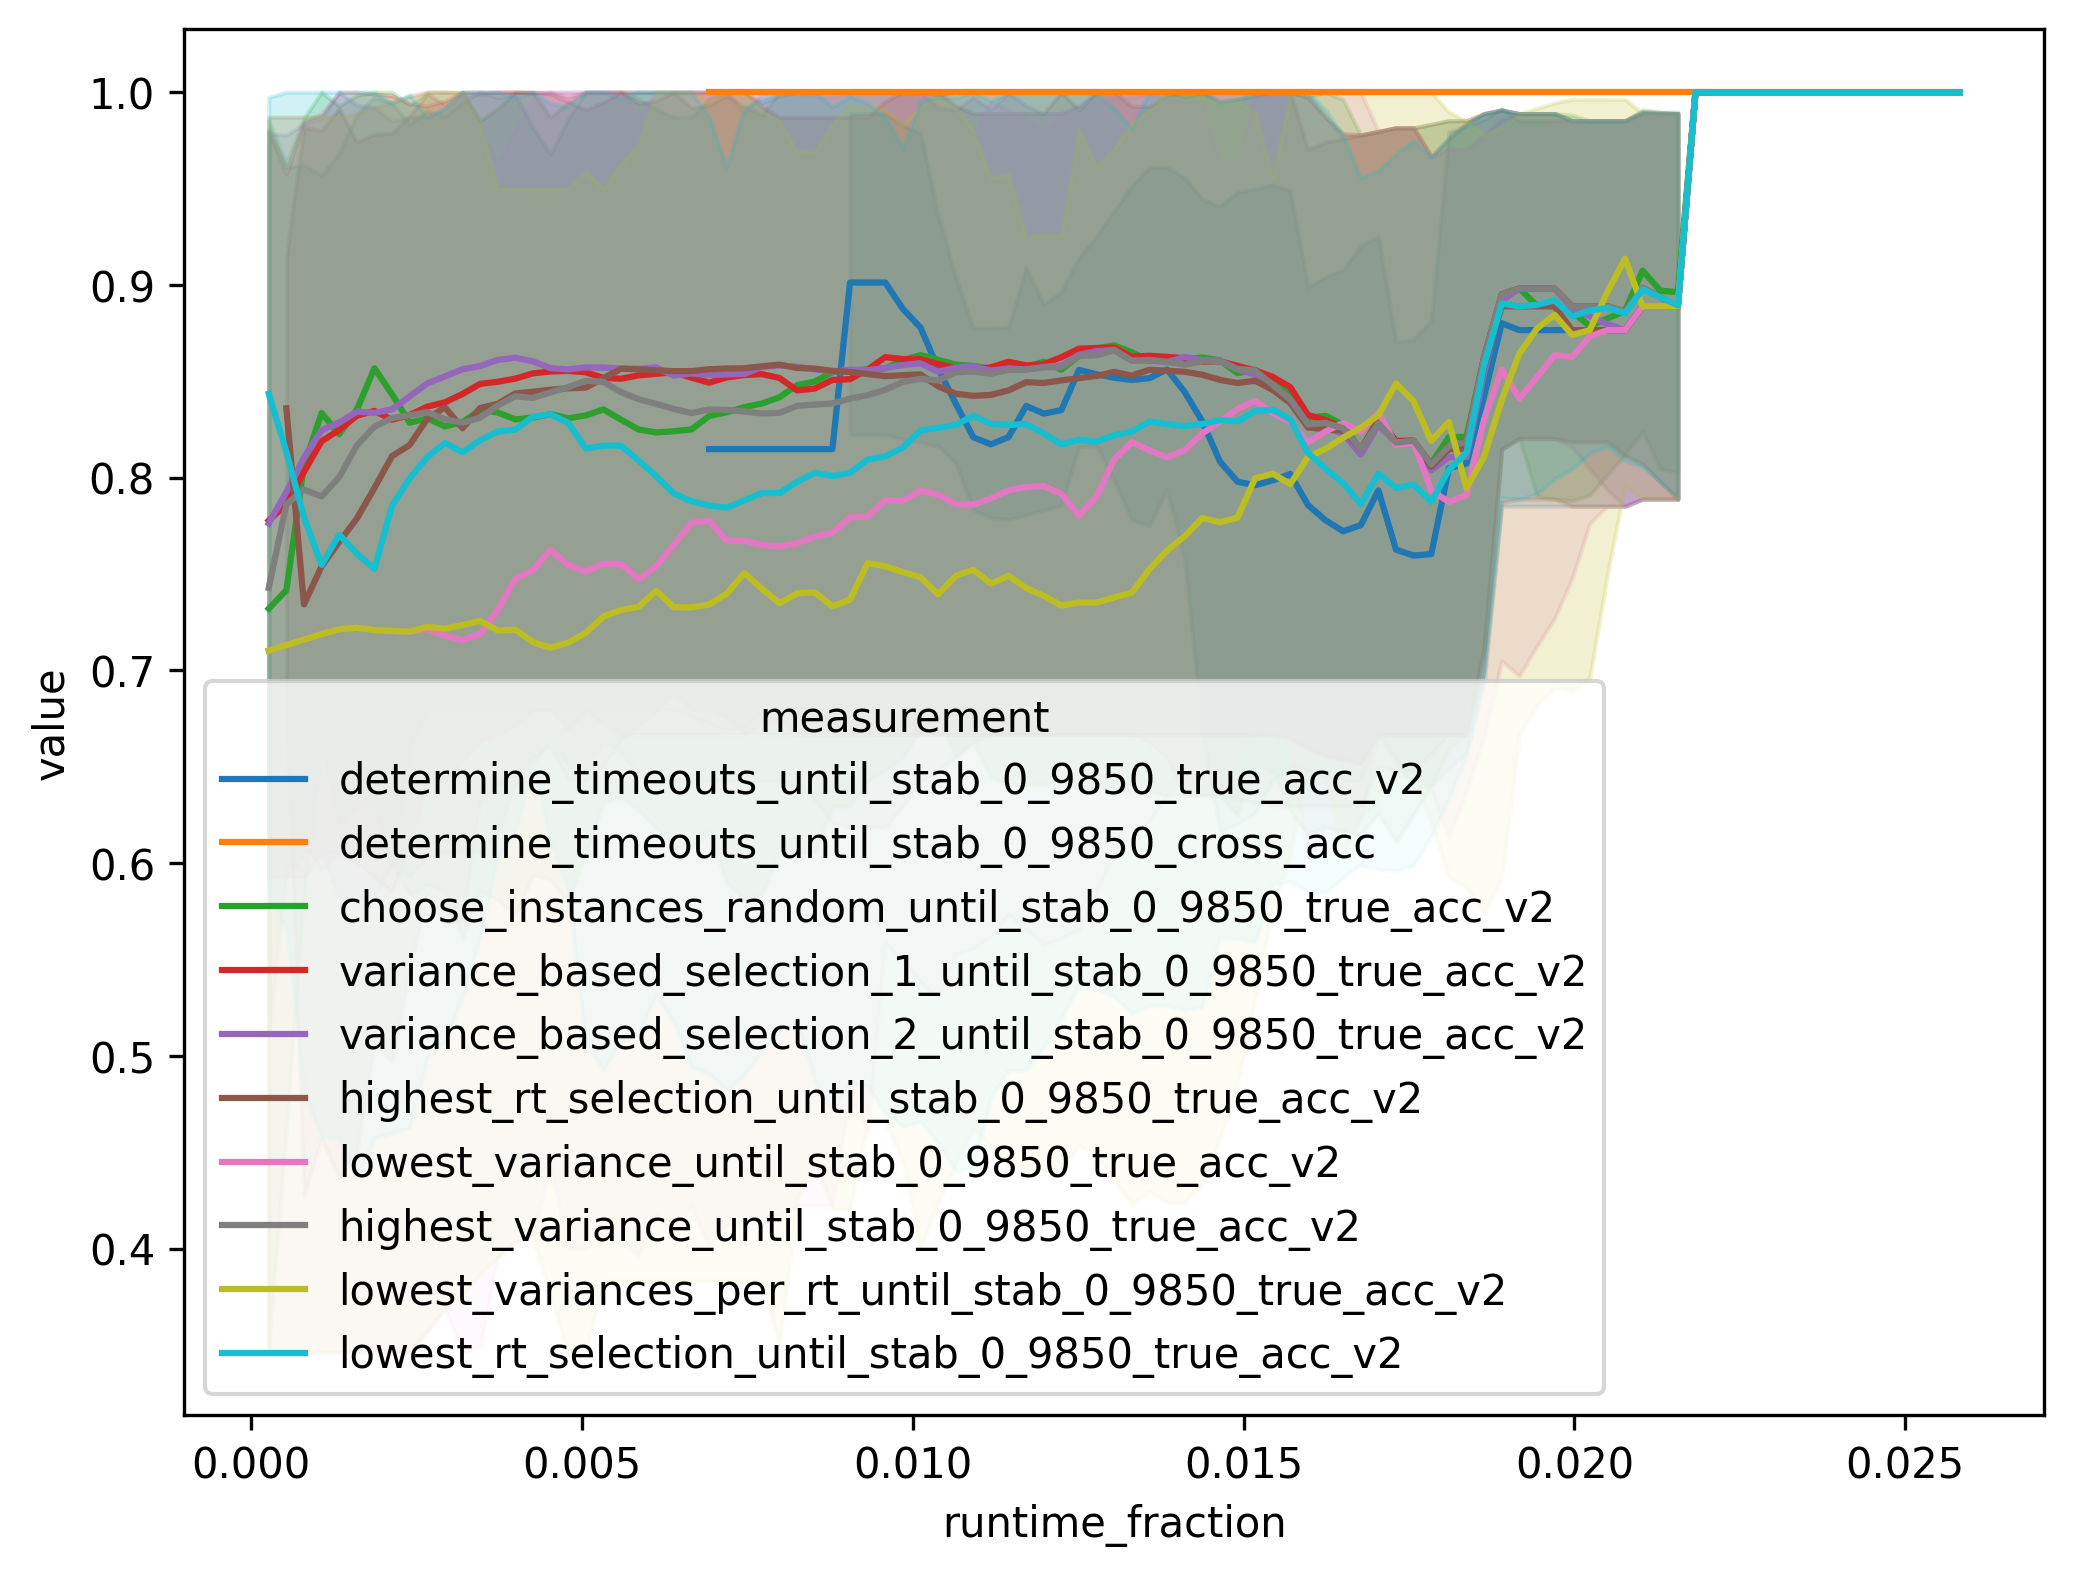 1.0
0.9
0.8
0.7
0.6
0.5
0.4
value
measurement
determine_timeouts_until_stab_0_9850_true_acc_v2
determine_timeouts_until_stab_0_9850_cross_acc
choose_instances_random_until_stab_0_9850_true_acc_v2
variance_based_selection_1_until_stab_0_9850_true_acc_v2
variance_based_selection_2_until_stab_0_9850_true_acc_v2
highest_rt_selection_until_stab_0_9850_true_acc_v2
lowest_variance_until_stab_0_9850_true_acc_v2
highest_variance_until_stab_0_9850_true_acc_v2
lowest_variances_per_rt_until_stab_0_9850_true_acc_v2
lowest_rt_selection_until_stab_0_9850_true_acc_v2
0.000 0.005 0.010 0.015 0.020 0.025
runtime_fraction